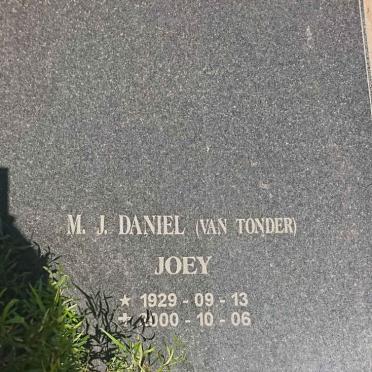 M. J. DANIEL (VAN TONDER)
JOEY
★ 1929 - 09 - 13
✝ 2000 - 10 - 06